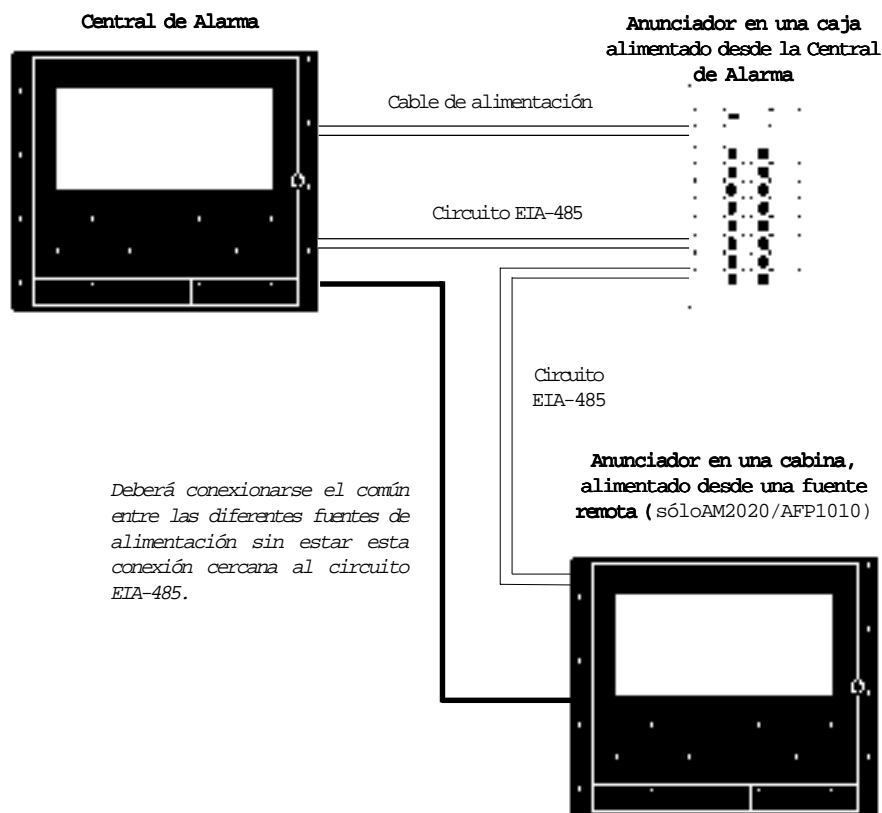 Central de Alarma
Anunciador en una caja
alimentado desde la Central
de Alarma
Cable de alimentación
Circuito EIA-485
Circuito
EIA-485
Anunciador en una cabina,
alimentado desde una fuente
remota (sóloAM2020/AFP1010)
Deberá conexionarse el común
entre las diferentes fuentes de
alimentación sin estar esta
conexión cercana al circuito
EIA-485.